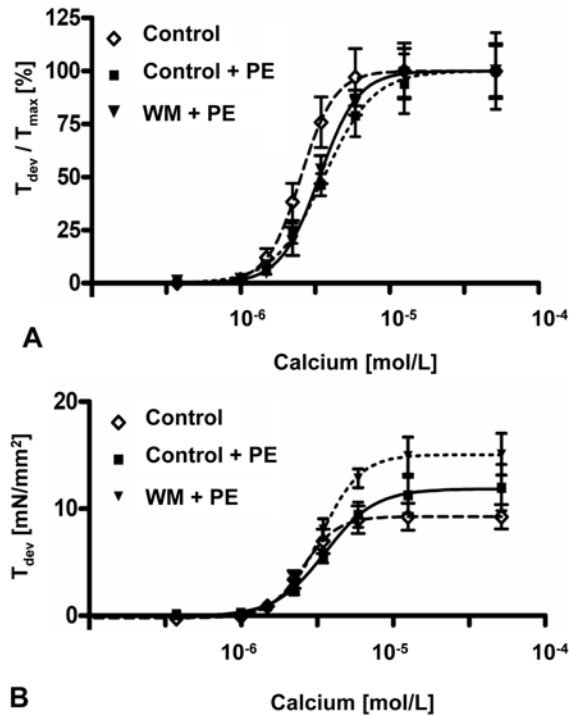 Control
Control + PE
WM + PE
T_dev / T_max [%]
125
100
75
50
25
0
10⁻⁶
10⁻⁵
10⁻⁴
A
Calcium [mol/L]
Control
Control + PE
WM + PE
T_dev [mN/mm²]
20
10
0
10⁻⁶
10⁻⁵
10⁻⁴
B
Calcium [mol/L]